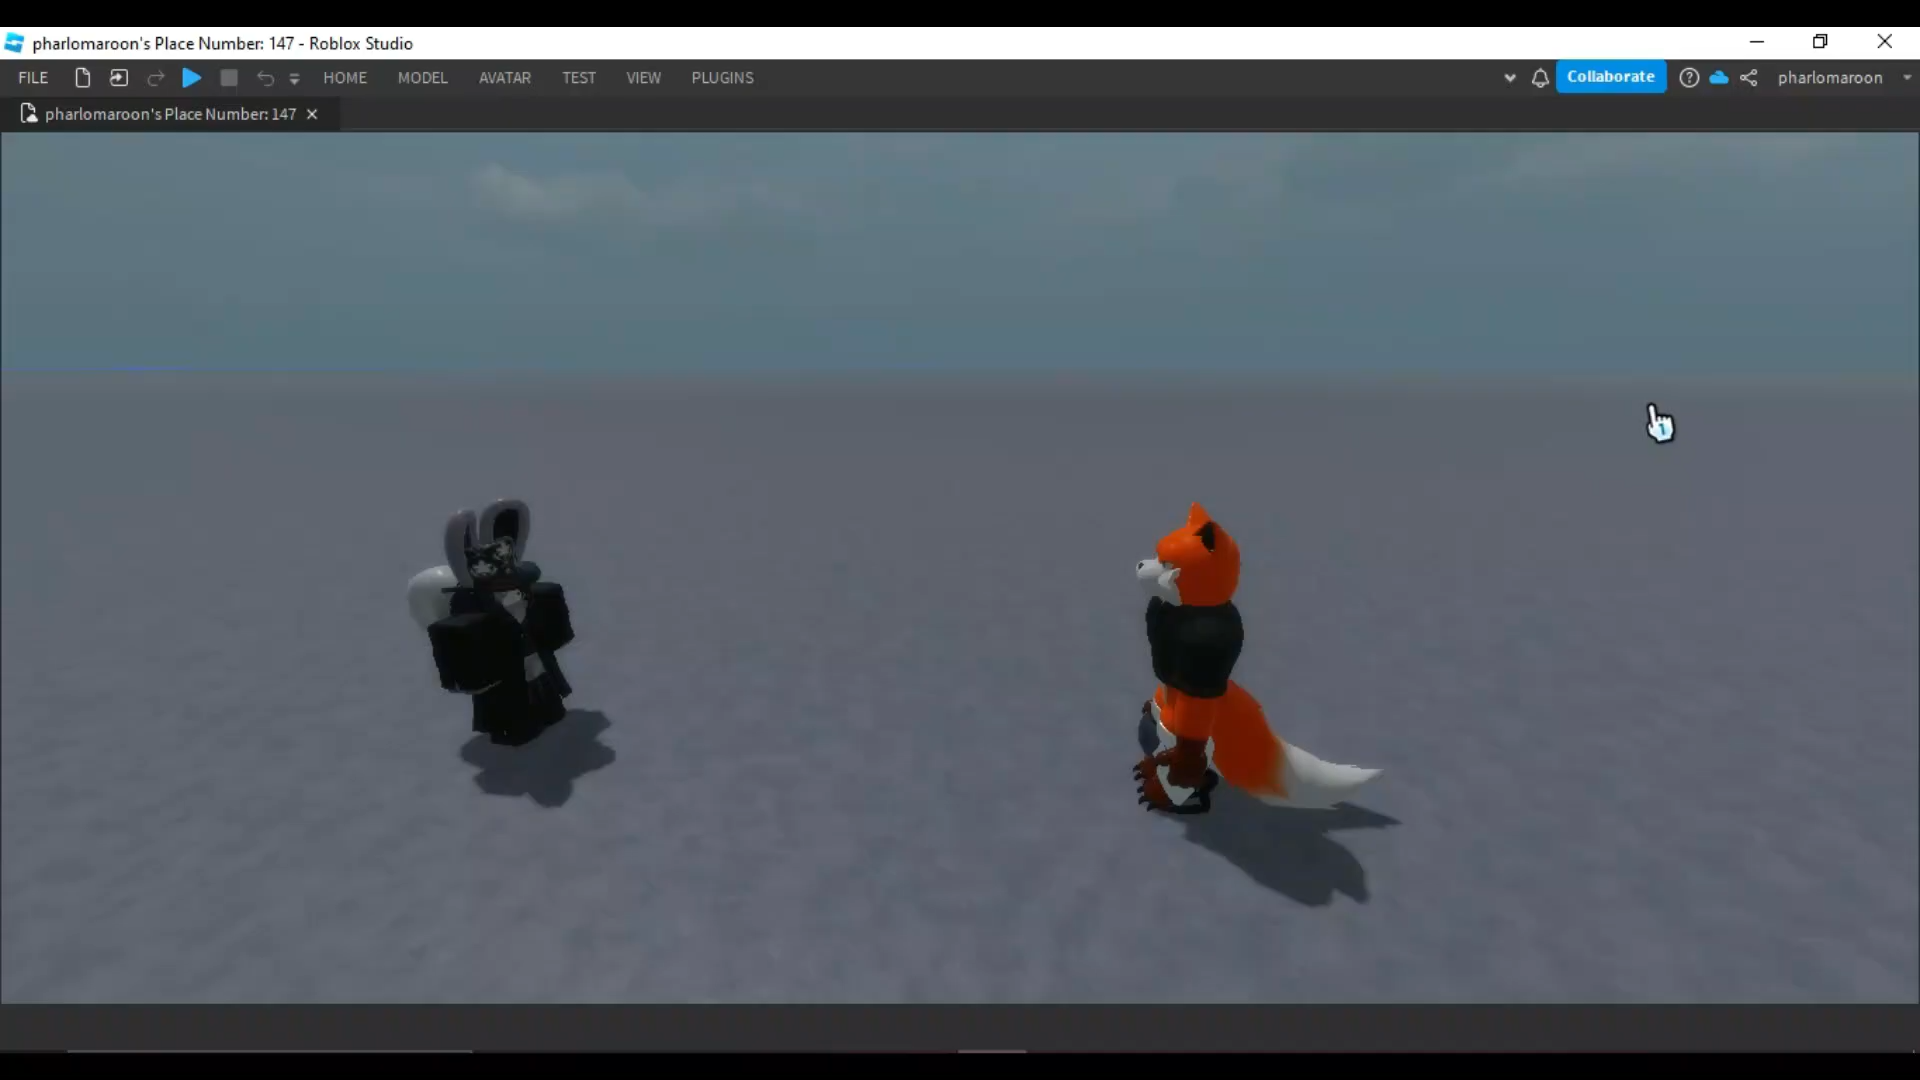 pharlomaroon's Place Number: 147 - Roblox Studio
FILE HOME MODEL AVATAR TEST VIEW PLUGINS Collaborate pharlomaroon
pharlomaroon's Place Number: 147
1